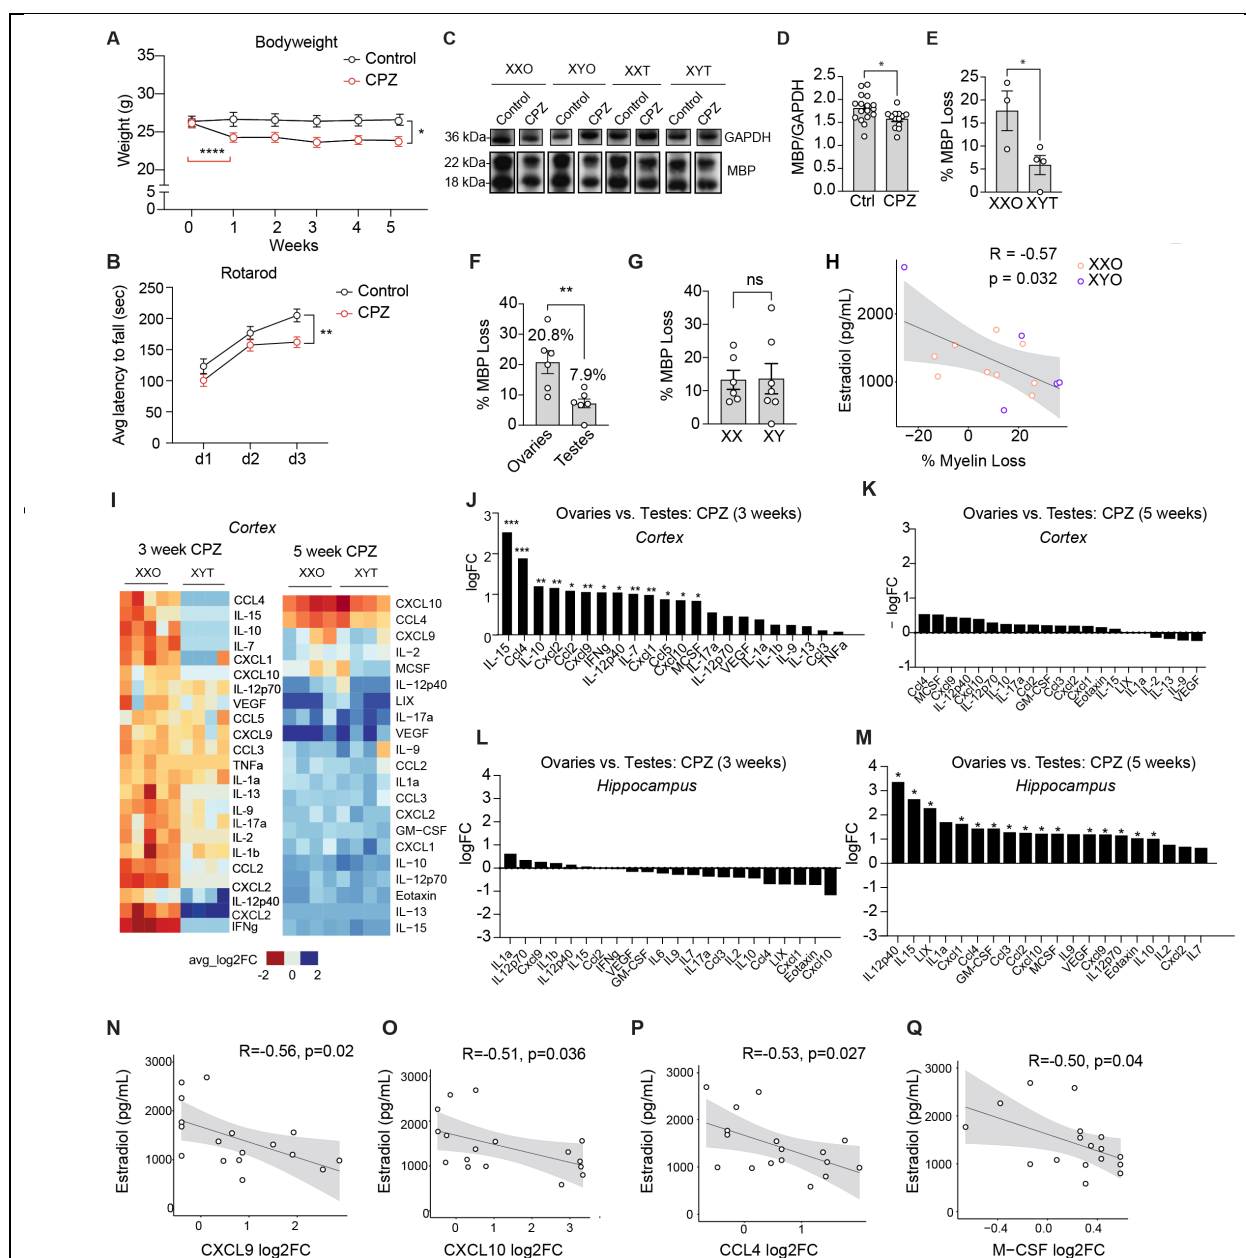 A
Bodyweight
Control
CPZ
Weight (g)
35
30
25
20
5
0
****
*
0 1 2 3 4 5
Weeks
B
Rotarod
Control
CPZ
Avg latency to fall (sec)
250
200
150
100
50
0
**
d1 d2 d3
C
XXO XYO XXT XYT
Control CPZ Control CPZ Control CPZ Control CPZ
36 kDa GAPDH
22 kDa
MBP
18 kDa
D
*
MBP/GAPDH
2.5
2.0
1.5
1.0
0.5
0.0
Ctrl CPZ
E
*
% MBP Loss
25
20
15
10
5
0
XXO XYT
F
**
% MBP Loss
40
30
20
10
0
20.8%
7.9%
Ovaries Testes
G
ns
% MBP Loss
40
30
20
10
0
XX XY
H
R = -0.57
p = 0.032
XXO
XYO
Estradiol (pg/mL)
2000
1000
−20 0 20
% Myelin Loss
I
Cortex
3 week CPZ 5 week CPZ
XXO XYT XXO XYT
CCL4
IL-15
IL-10
IL-7
CXCL1
CXCL10
IL-12p70
VEGF
CCL5
CXCL9
CCL3
TNFa
IL-1a
IL-13
IL-9
IL-17a
IL-2
IL-1b
CCL2
CXCL2
IL-12p40
CXCL2
IFNg
CXCL10
CCL4
CXCL9
IL−2
MCSF
IL−12p40
LIX
IL−17a
VEGF
IL−9
CCL2
IL1a
CCL3
CXCL2
GM−CSF
CXCL1
IL−10
IL−12p70
Eotaxin
IL−13
IL−15
avg_log2FC
-2 0 2
J
Ovaries vs. Testes: CPZ (3 weeks)
Cortex
logFC
3
2
1
0
*** *** ** ** * ** * * ** ** * * *
IL-15 Ccl4 IL-10 Cxcl2 Ccl2 Cxcl9 IFNg IL-12p40 IL-7 Cxcl1 Ccl5 Cxcl10 MCSF IL-17a IL-12p70 VEGF IL-1a IL-1b IL-9 IL-13 Ccl3 TNFa
K
Ovaries vs. Testes: CPZ (5 weeks)
Cortex
− logFC
3
2
1
0
-1
Ccl4 MCSF Cxcl9 IL-12p40 Cxcl10 IL-12p70 IL-10 IL-17a Ccl2 GM-CSF Ccl3 Cxcl2 Cxcl1 Eotaxin IL-15 LIX IL1a IL-2 IL-13 IL-9 VEGF
L
Ovaries vs. Testes: CPZ (3 weeks)
Hippocampus
logFC
4
3
2
1
0
-1
-2
-3
IL1a IL12p70 Cxcl9 IL1b IL12p40 IL15 Ccl2 IFNg VEGF GM-CSF IL6 IL9 IL7 IL17a Ccl3 IL2 IL10 Ccl4 LIX Cxcl1 Eotaxin Cxcl10
M
Ovaries vs. Testes: CPZ (5 weeks)
Hippocampus
logFC
4
3
2
1
0
-1
-2
-3
* * * * * * * * * * * * * * *
IL12p40 IL15 LIX IL1a Cxcl1 Ccl4 GM-CSF Ccl3 Ccl2 Cxcl10 MCSF IL9 VEGF Cxcl9 IL12p70 Eotaxin IL10 IL2 Cxcl2 IL7
N
R=-0.56, p=0.02
Estradiol (pg/mL)
3000
2000
1000
0
0 1 2
CXCL9 log2FC
O
R=-0.51, p=0.036
Estradiol (pg/mL)
3000
2000
1000
0
0 1 2 3
CXCL10 log2FC
P
R=-0.53, p=0.027
Estradiol (pg/mL)
3000
2000
1000
0
0 1
CCL4 log2FC
Q
R=-0.50, p=0.04
Estradiol (pg/mL)
3000
2000
1000
0
−0.4 0.0 0.4
M−CSF log2FC